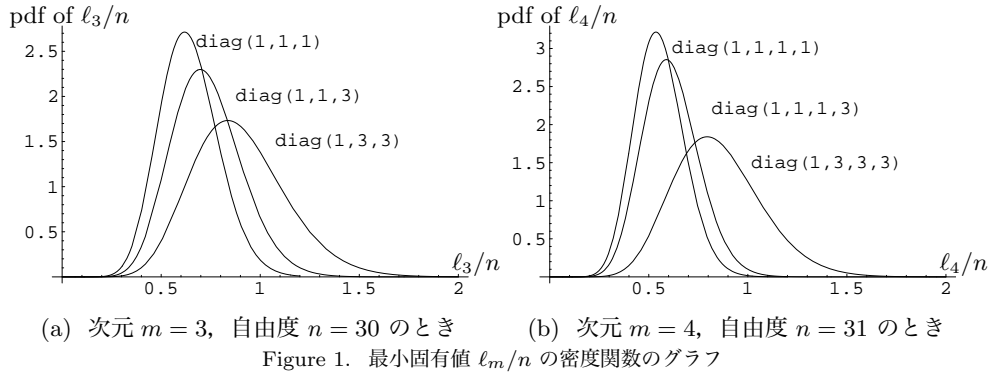 pdf of ℓ₃/n
2.5
2
1.5
1
0.5
diag(1,1,1)
diag(1,1,3)
diag(1,3,3)
ℓ₃/n
0.5 1 1.5 2
(a) 次元 m = 3, 自由度 n = 30 のとき
pdf of ℓ₄/n
3
2.5
2
1.5
1
0.5
diag(1,1,1,1)
diag(1,1,1,3)
diag(1,3,3,3)
ℓ₄/n
0.5 1 1.5 2
(b) 次元 m = 4, 自由度 n = 31 のとき
Figure 1. 最小固有値 ℓₘ/n の密度関数のグラフ